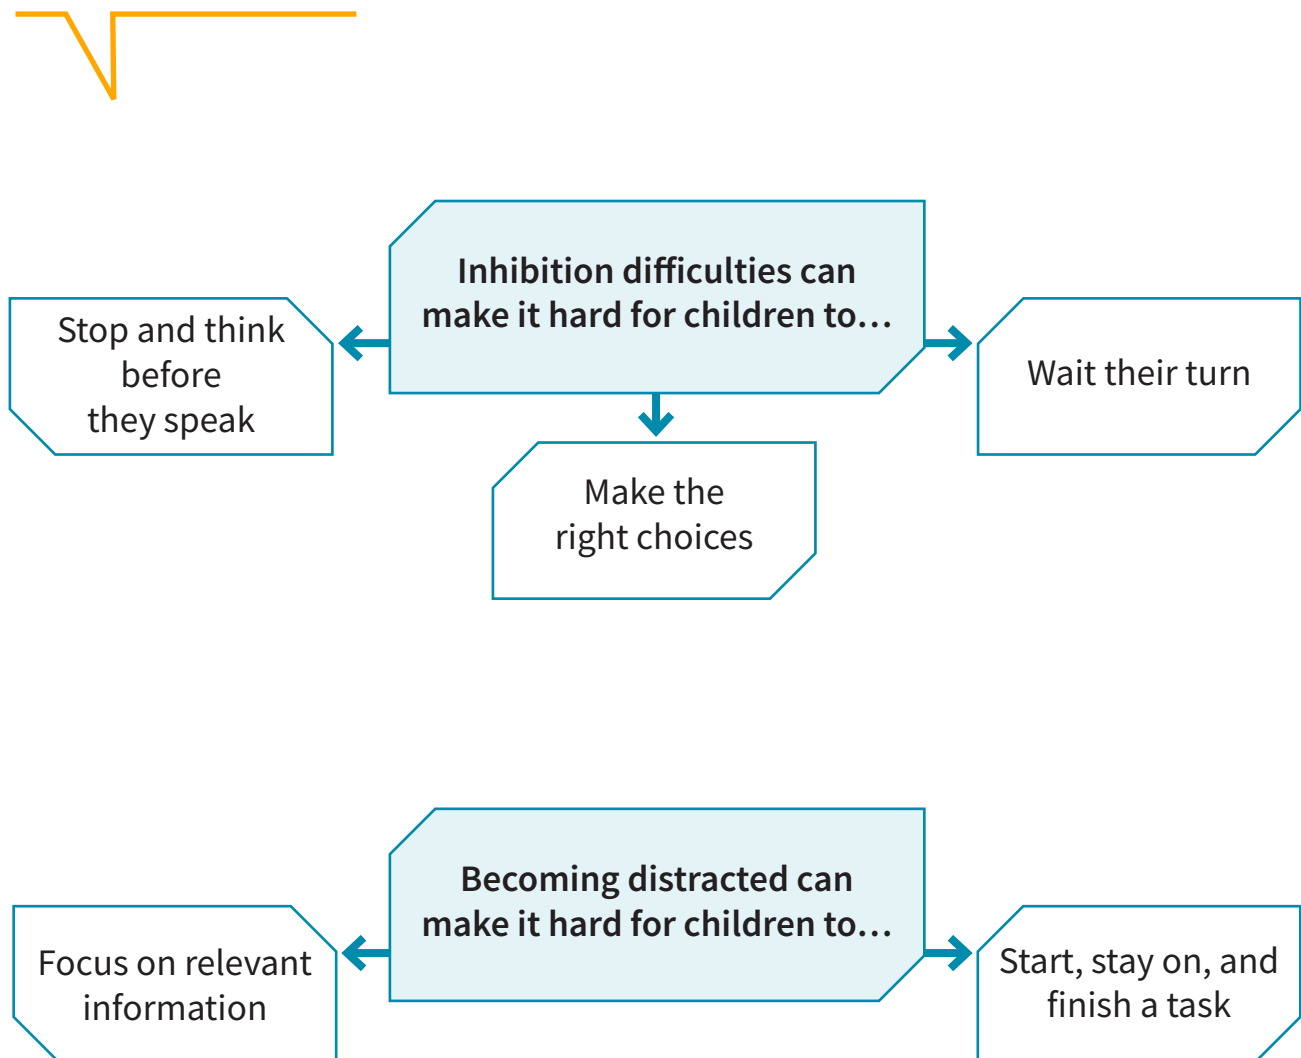 Inhibition difficulties can
make it hard for children to…
Stop and think
before
they speak
Wait their turn
Make the
right choices
Becoming distracted can
make it hard for children to…
Focus on relevant
information
Start, stay on, and
finish a task